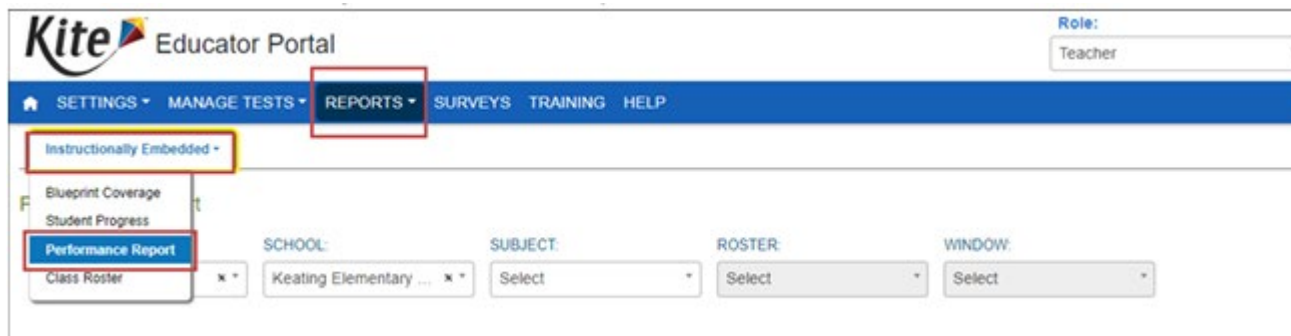 Kite Educator Portal
Role:
Teacher
SETTINGS MANAGE TESTS REPORTS SURVEYS TRAINING HELP
Instructionally Embedded
Blueprint Coverage
Student Progress
Performance Report
Class Roster
SCHOOL: SUBJECT: ROSTER: WINDOW:
Keating Elementary ... Select Select Select